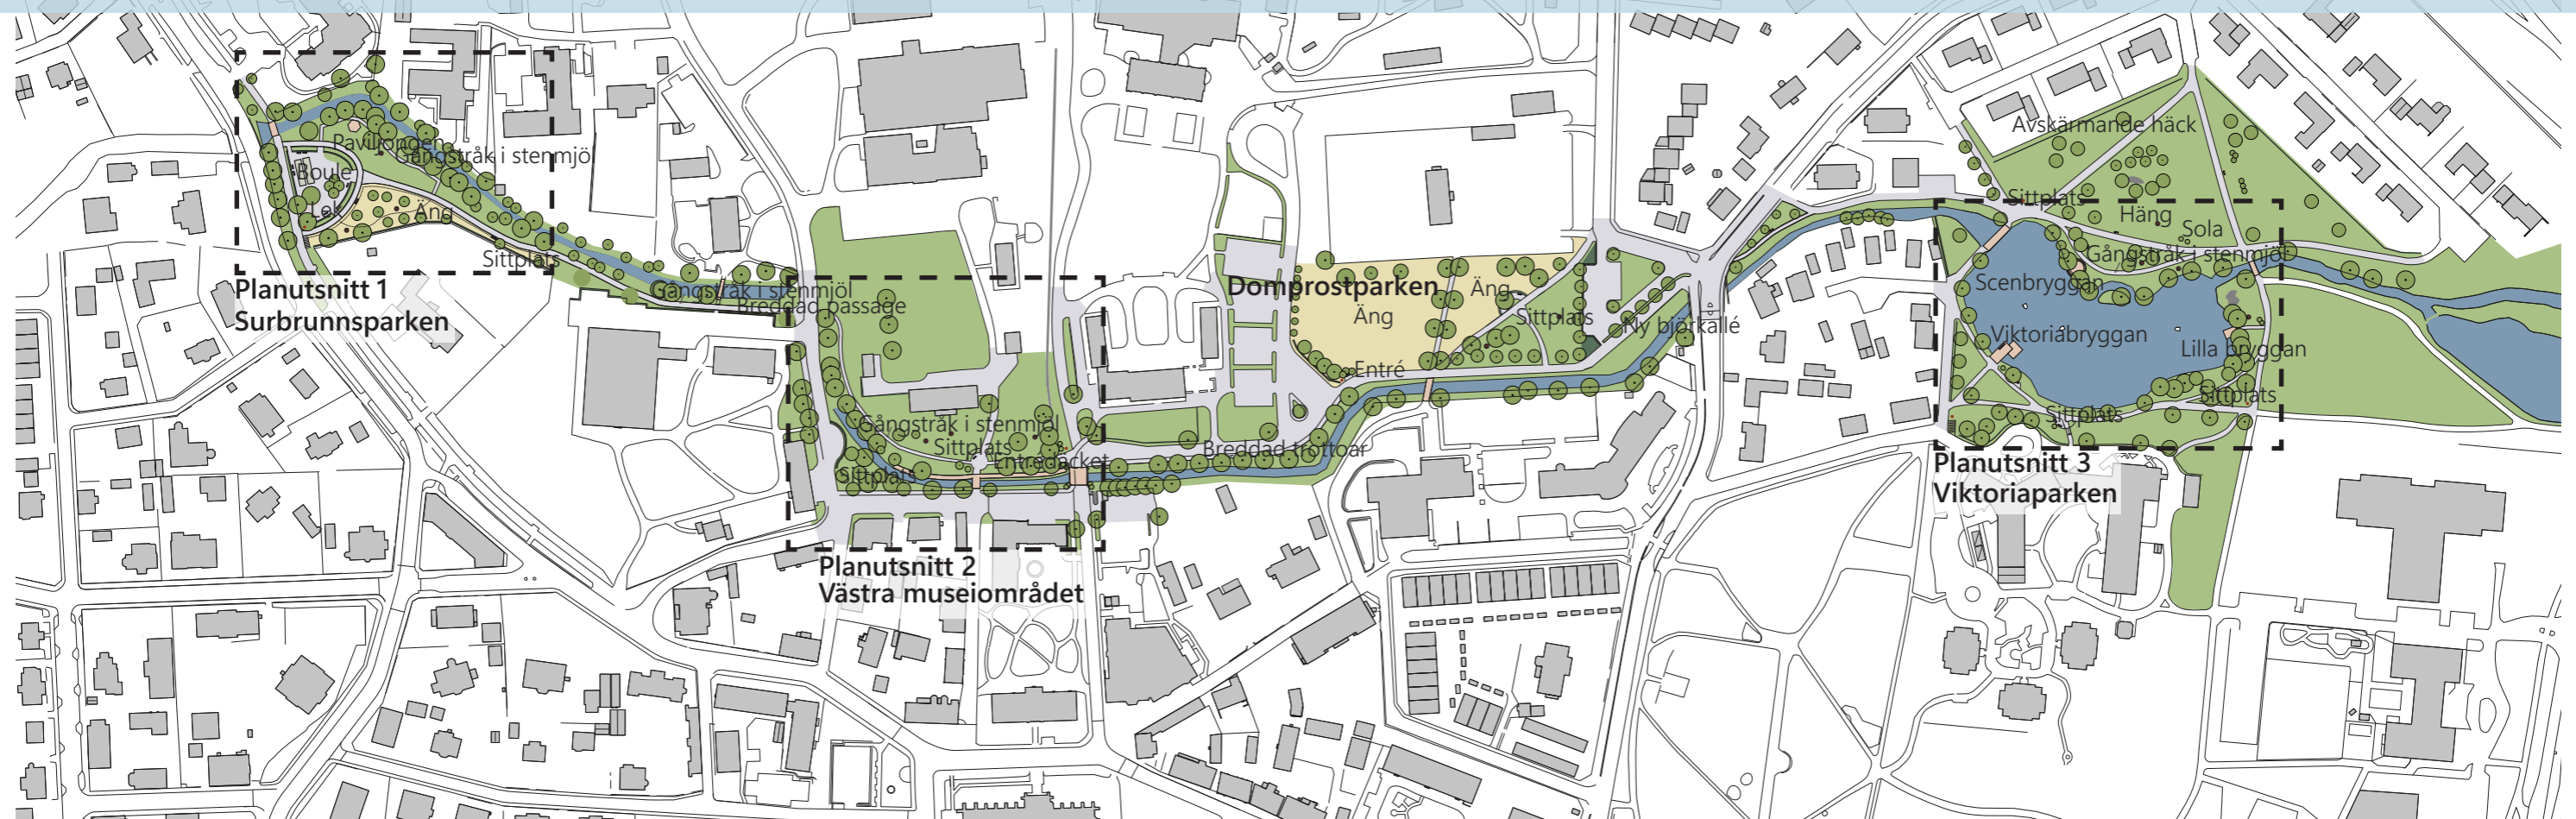 Paviljongen
Gångstråk i stenmjöl
Boule
Lek
Äng
Sittplats
Planutsnitt 1
Surbrunnsparken
Gångstråk i stenmjöl
Breddad passage
Gångstråk i stenmjöl
Sittplats
Entrédäcket
Sittplats
Planutsnitt 2
Västra museiområdet
Breddad trottoar
Domprostparken
Äng
Äng
Sittplats
Ny björkallé
Entré
Avskärmande häck
Sittplats
Häng
Sola
Gångstråk i stenmjöl
Scenbryggan
Viktoriabryggan
Lilla bryggan
Sittplats
Sittplats
Planutsnitt 3
Viktoriaparken